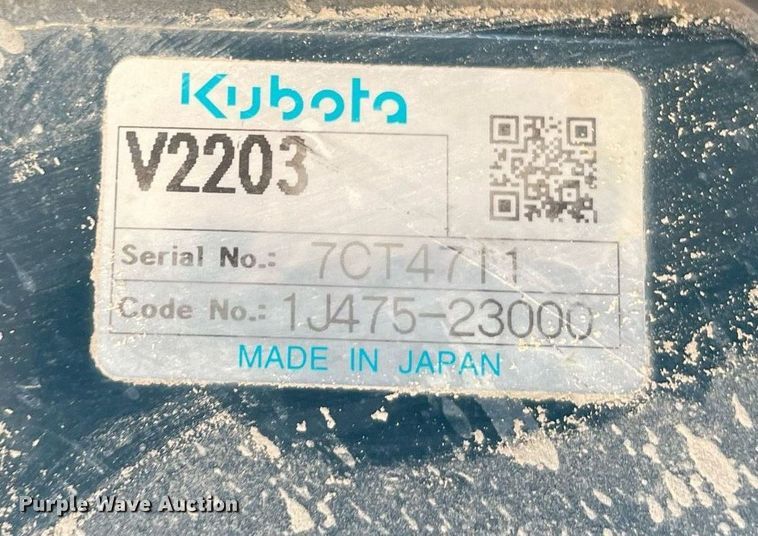 Kubota
V2203
Serial No.: 7CT4711
Code No.: 1J475-23000
MADE IN JAPAN
Purple Wave Auction